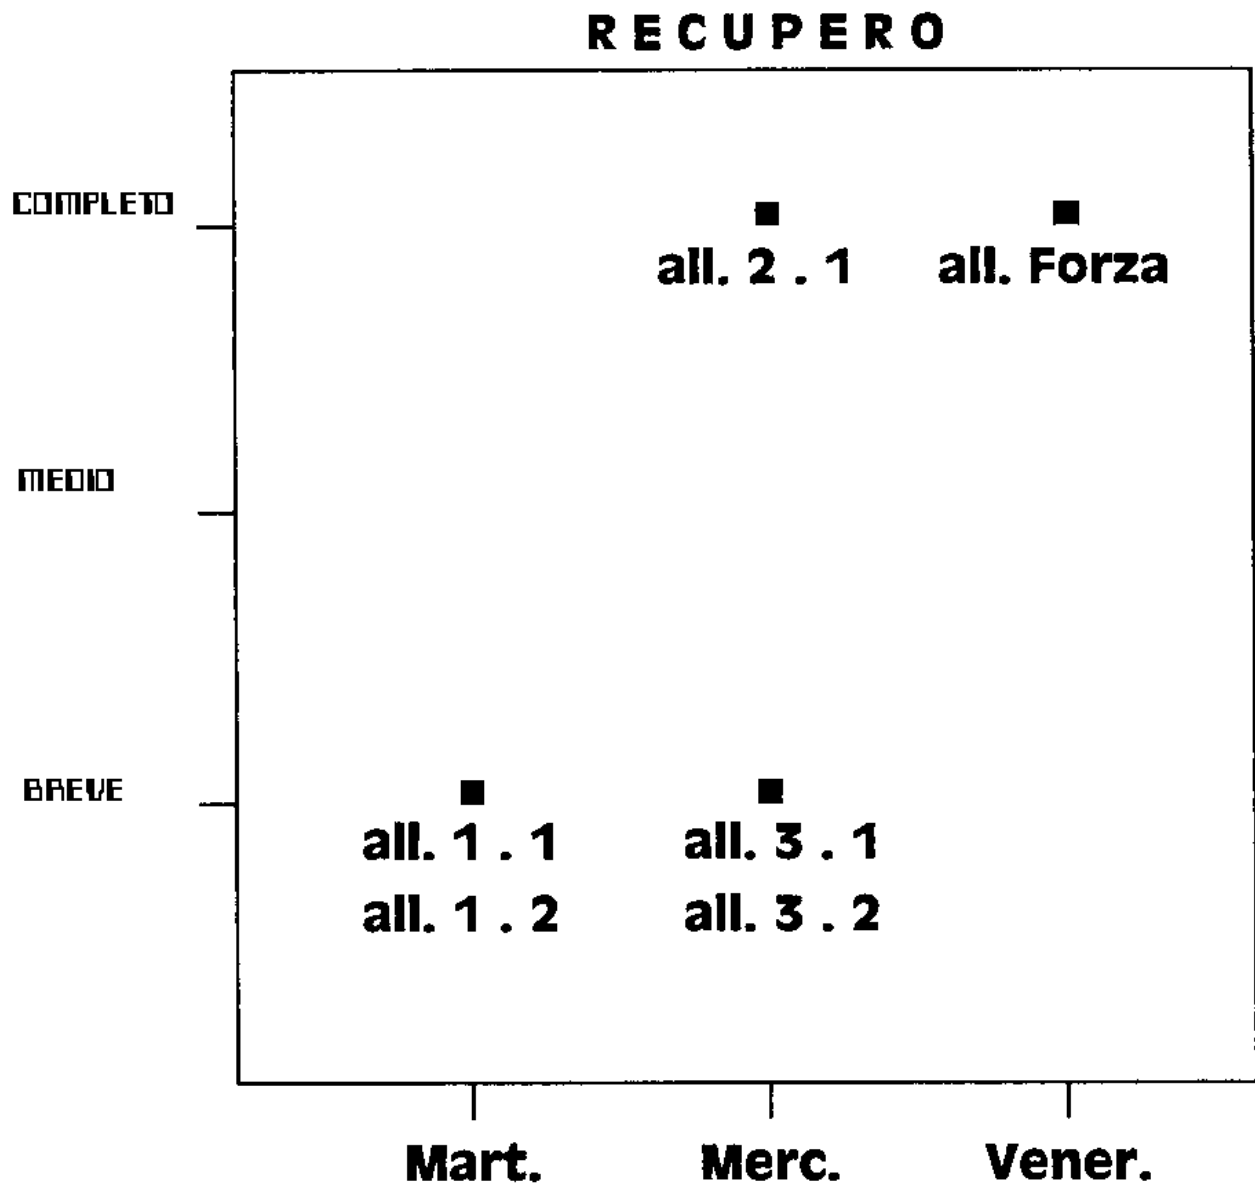 RECUPERO
COMPLETO
all. 2 . 1
all. Forza
MEDIO
BREVE
all. 1 . 1
all. 3 . 1
all. 1 . 2
all. 3 . 2
Mart.
Merc.
Vener.